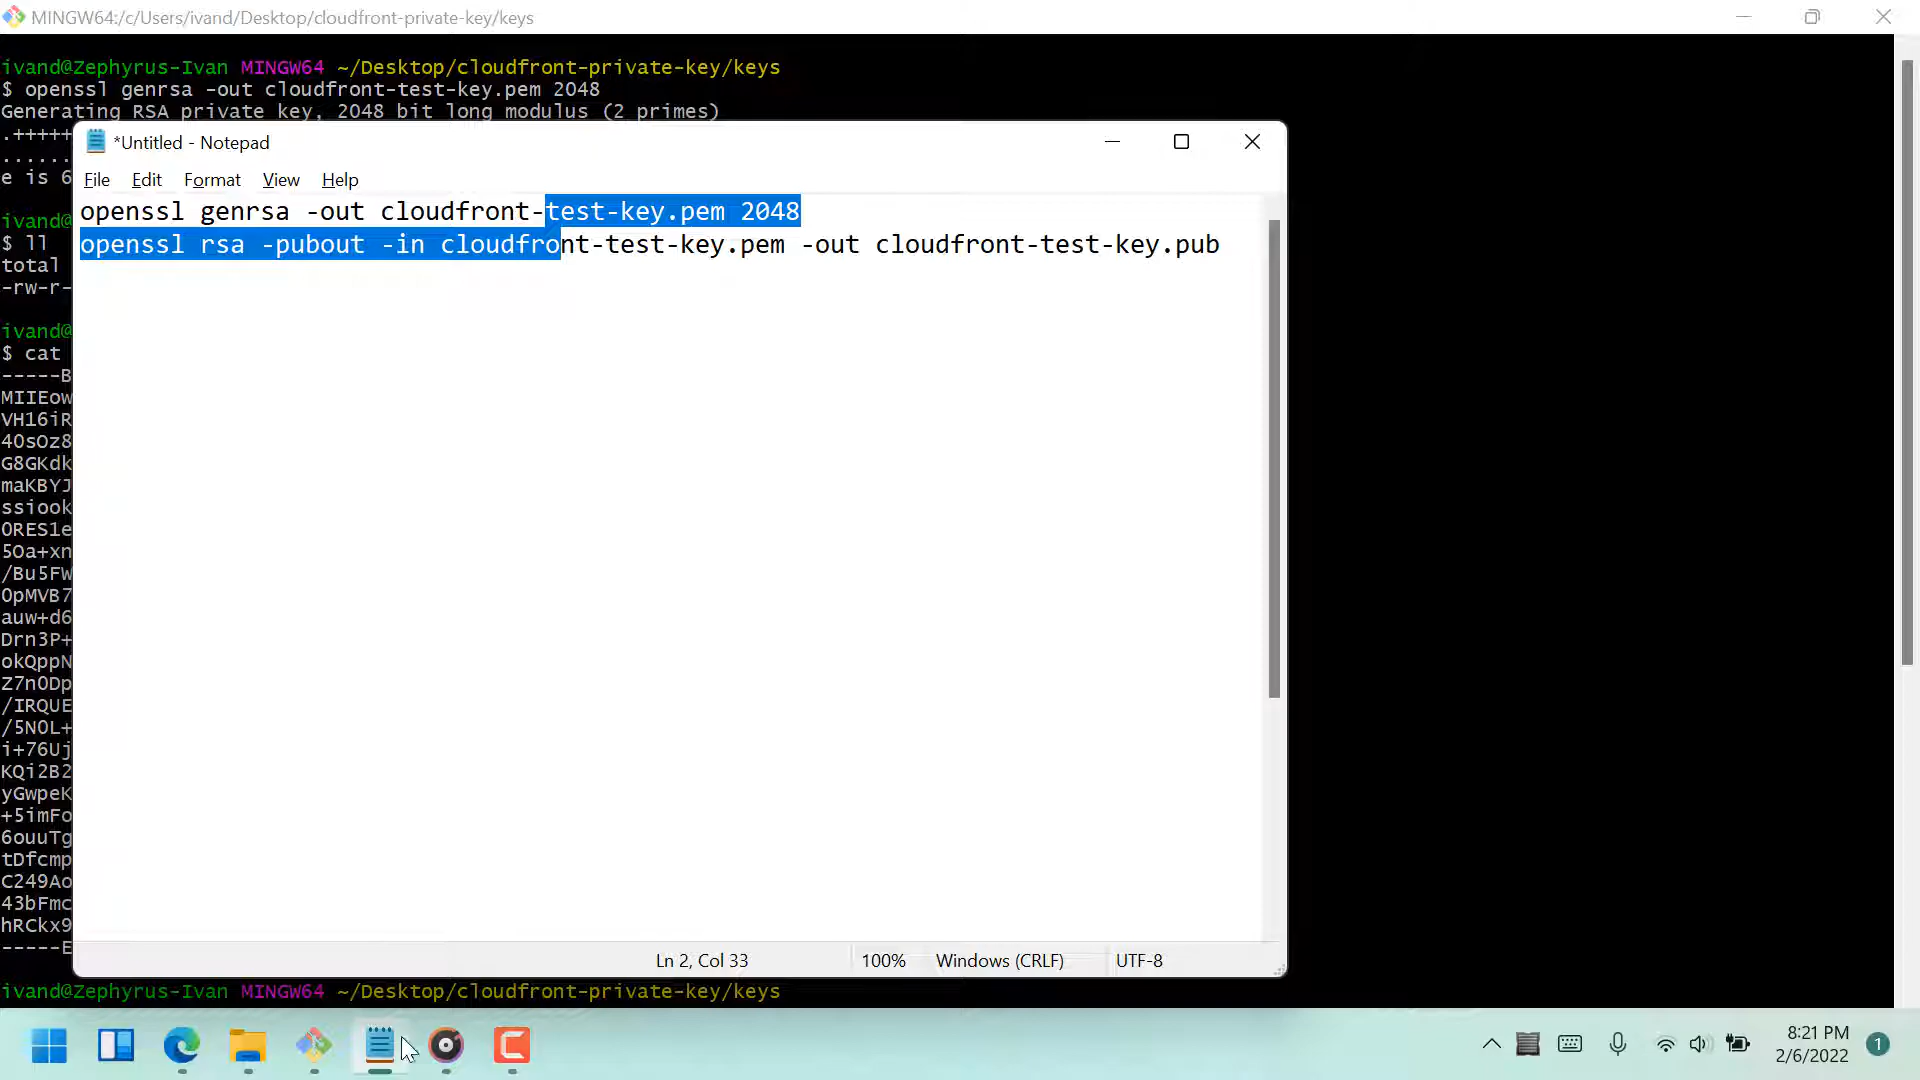 MINGW64:/c/Users/ivand/Desktop/cloudfront-private-key/keys
ivand@Zephyrus-Ivan MINGW64 ~/Desktop/cloudfront-private-key/keys
$ openssl genrsa -out cloudfront-test-key.pem 2048
Generating RSA private key, 2048 bit long modulus (2 primes)
.+++++
......
e is 6
ivand@
$ ll
total
-rw-r-
ivand@
$ cat
-----B
MIIEow
VH16iR
4OsOz8
G8GKdk
maKBYJ
ssiook
0RES1e
5Oa+xn
/Bu5FW
0pMVB7
auw+d6
Drn3P+
okQppN
Z7n0Dp
/IRQUE
/5N0L+
i+76Uj
KQi2B2
yGwpeK
+5imFo
6ouuTg
tDfcmp
C249Ao
43bFmc
hRCkx9
-----E
ivand@Zephyrus-Ivan MINGW64 ~/Desktop/cloudfront-private-key/keys
*Untitled - Notepad
File Edit Format View Help
openssl genrsa -out cloudfront-test-key.pem 2048
openssl rsa -pubout -in cloudfront-test-key.pem -out cloudfront-test-key.pub
Ln 2, Col 33 100% Windows (CRLF) UTF-8
8:21 PM
2/6/2022
1